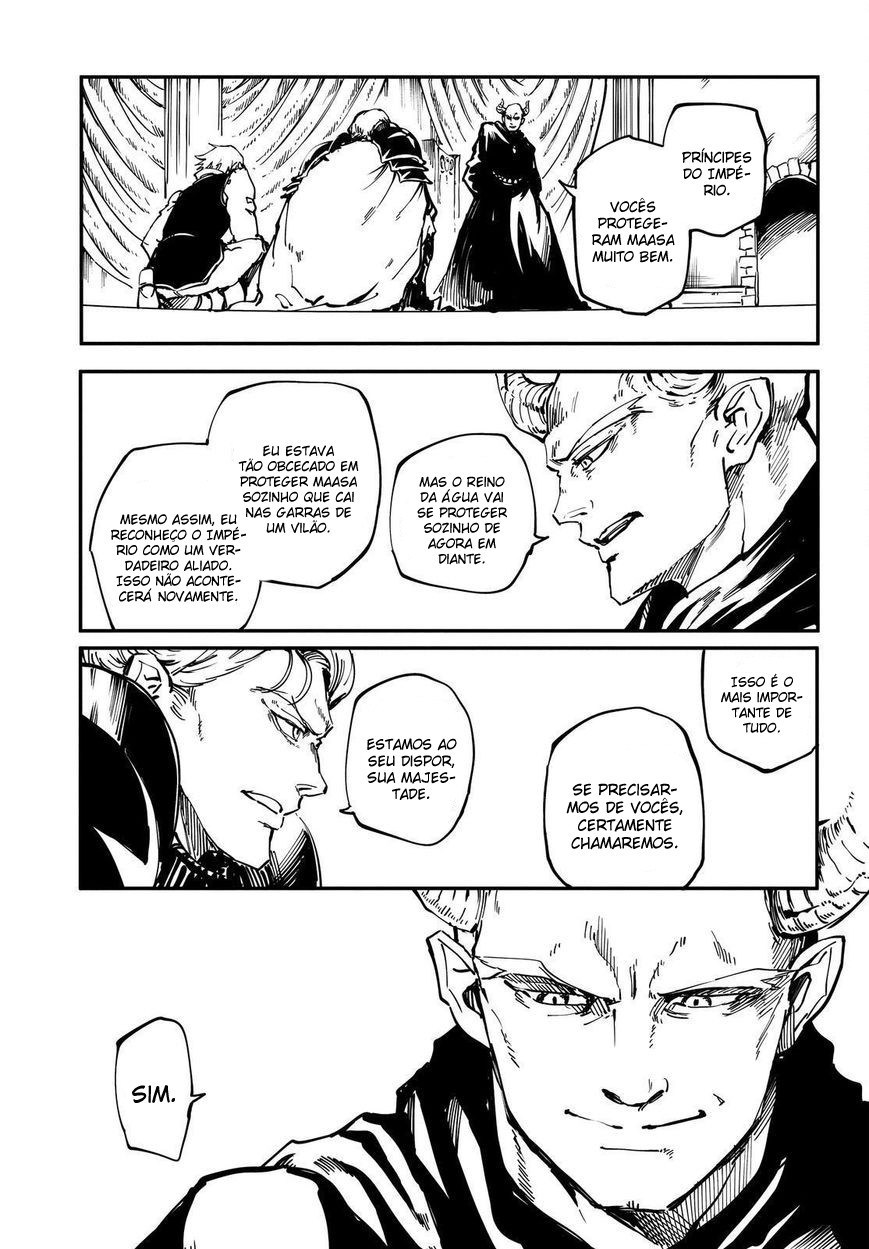 PRÍNCIPES
DO IMPÉ-
RIO.
VOCÊS
PROTEGE-
RAM MAASA
MUITO BEM.
MAS O REINO
DA ÁGUA VAI
SE PROTEGER
SOZINHO DE
AGORA EM
DIANTE.
EU ESTAVA
TÃO OBCECADO EM
PROTEGER MAASA
SOZINHO QUE CAI
NAS GARRAS DE
UM VILÃO.
MESMO ASSIM, EU
RECONHEÇO O IMPÉ-
RIO COMO UM VER-
DADEIRO ALIADO.
ISSO NÃO ACONTE-
CERÁ NOVAMENTE.
ISSO É O
MAIS IMPOR-
TANTE DE
TUDO.
SE PRECISAR-
MOS DE VOCÊS,
CERTAMENTE
CHAMAREMOS.
ESTAMOS AO
SEU DISPOR,
SUA MAJES-
TADE.
SIM.